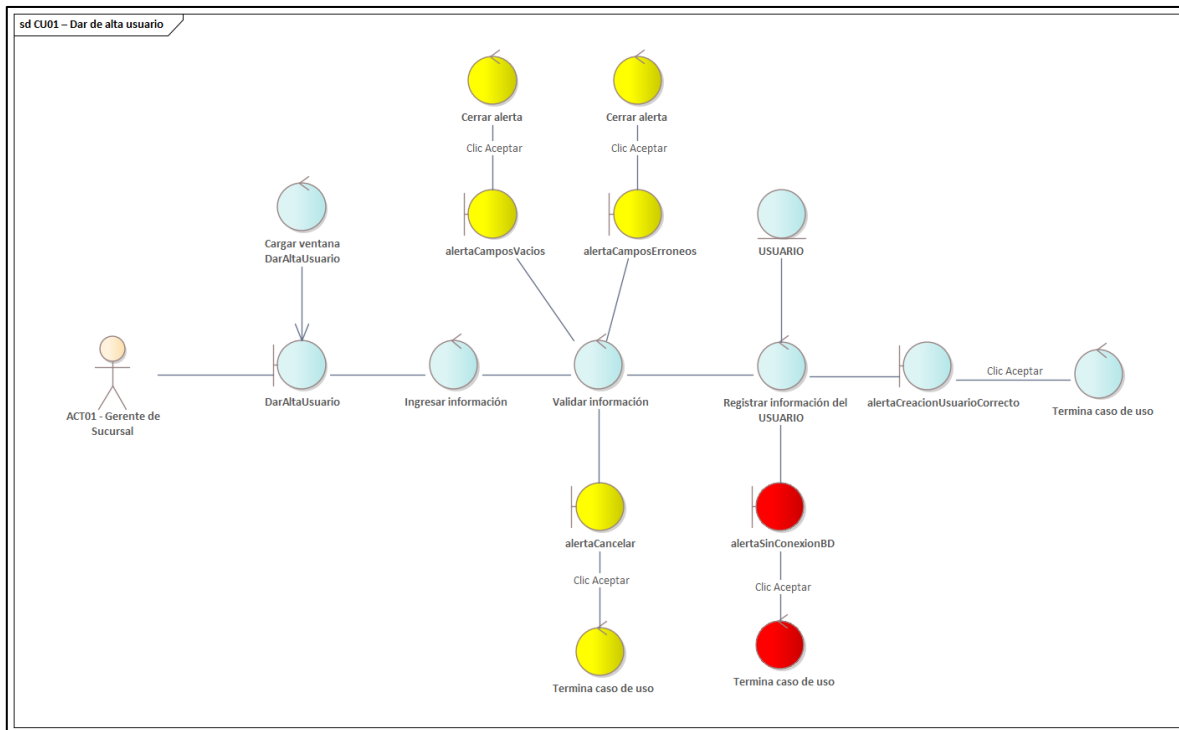 sd CU01 – Dar de alta usuario
Cerrar alerta
Cerrar alerta
Clic Aceptar
Clic Aceptar
Cargar ventana
DarAltaUsuario
alertaCamposVacios
alertaCamposErroneos
USUARIO
ACT01 - Gerente de
Sucursal
DarAltaUsuario
Ingresar información
Validar información
Registrar información del
USUARIO
alertaCreacionUsuarioCorrecto
Clic Aceptar
Termina caso de uso
alertaCancelar
alertaSinConexionBD
Clic Aceptar
Clic Aceptar
Termina caso de uso
Termina caso de uso